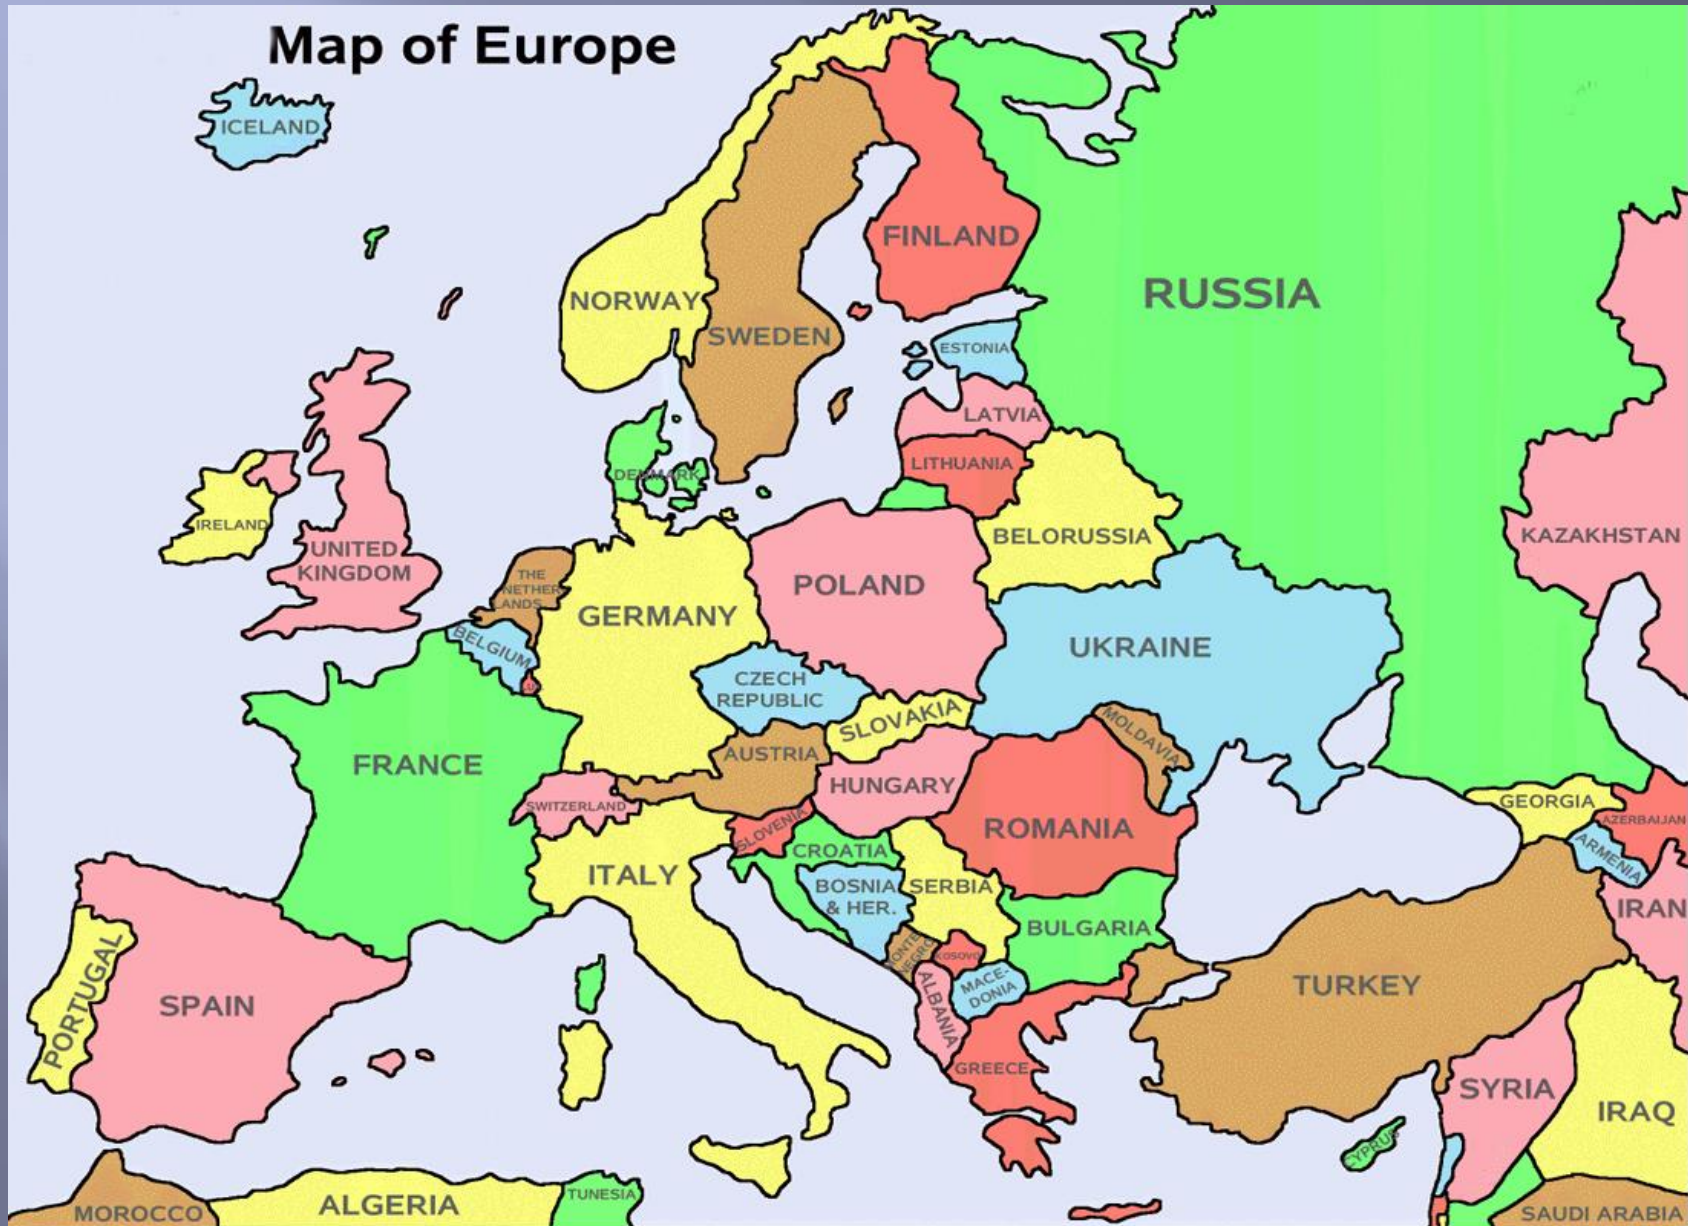 Map of Europe
ICELAND
FINLAND
NORWAY
RUSSIA
SWEDEN
ESTONIA
LATVIA
LITHUANIA
DENMARK
IRELAND
BELORUSSIA
KAZAKHSTAN
UNITED
KINGDOM
THE
NETHER
LANDS
POLAND
GERMANY
BELGIUM
UKRAINE
CZECH
REPUBLIC
SLOVAKIA
MOLDAVIA
FRANCE
AUSTRIA
HUNGARY
SWITZERLAND
GEORGIA
AZERBAIJAN
SLOVENIA
ROMANIA
CROATIA
ARMENIA
ITALY
BOSNIA
& HER.
SERBIA
IRAN
BULGARIA
MONTE
NEGRO
KOSOVO
PORTUGAL
SPAIN
MACE-
DONIA
ALBANIA
TURKEY
GREECE
SYRIA
IRAQ
CYPRUS
MOROCCO
ALGERIA
TUNESIA
SAUDI ARABIA